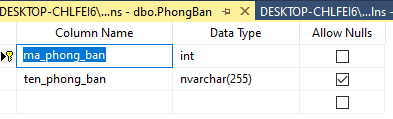 DESKTOP-CHLFEI6\...ns - dbo.PhongBan
DESKTOP-CHLFEI6\...Ins - dbo
Column Name Data Type Allow Nulls
ma_phong_ban int
ten_phong_ban nvarchar(255)